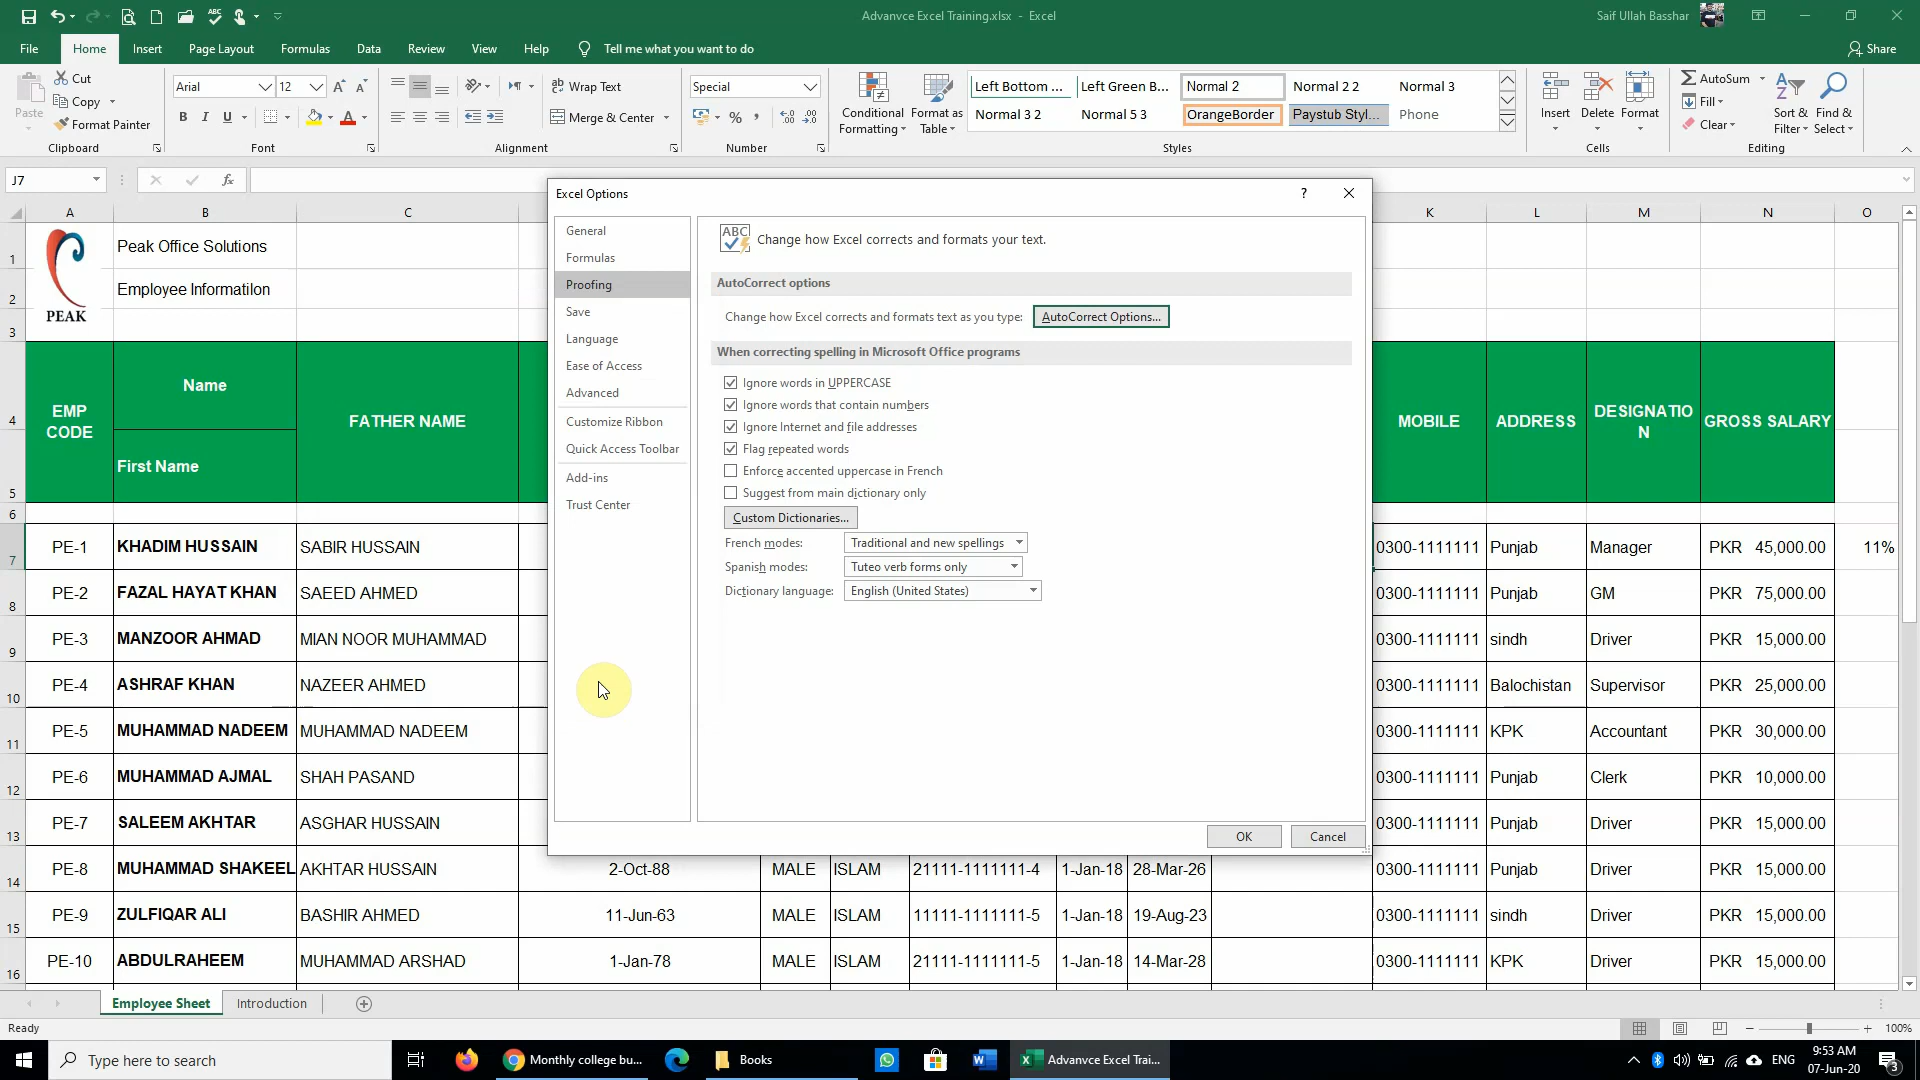 Advanvce Excel Training.xlsx - Excel
Saif Ullah Basshar
File Home Insert Page Layout Formulas Data Review View Help Tell me what you want to do
Share
Paste
Cut
Copy
Format Painter
Clipboard
Arial 12
B I U
Font
Wrap Text
Merge & Center
Alignment
Special
Number
Conditional Formatting
Format as Table
Left Bottom ... Left Green B... Normal 2 Normal 2 2 Normal 3
Normal 3 2 Normal 5 3 OrangeBorder Paystub Styl... Phone
Styles
Insert Delete Format
Cells
AutoSum
Fill
Clear
Sort & Filter
Find & Select
Editing
J7
fx
A B C K L M N O
1 Peak Office Solutions
2 Employee Informatilon
PEAK
3
4 EMP CODE Name FATHER NAME MOBILE ADDRESS DESIGNATIO N GROSS SALARY
5 First Name
6
7 PE-1 KHADIM HUSSAIN SABIR HUSSAIN 0300-1111111 Punjab Manager PKR 45,000.00 11%
8 PE-2 FAZAL HAYAT KHAN SAEED AHMED 0300-1111111 Punjab GM PKR 75,000.00
9 PE-3 MANZOOR AHMAD MIAN NOOR MUHAMMAD 0300-1111111 sindh Driver PKR 15,000.00
10 PE-4 ASHRAF KHAN NAZEER AHMED 0300-1111111 Balochistan Supervisor PKR 25,000.00
11 PE-5 MUHAMMAD NADEEM MUHAMMAD NADEEM 0300-1111111 KPK Accountant PKR 30,000.00
12 PE-6 MUHAMMAD AJMAL SHAH PASAND 0300-1111111 Punjab Clerk PKR 10,000.00
13 PE-7 SALEEM AKHTAR ASGHAR HUSSAIN 0300-1111111 Punjab Driver PKR 15,000.00
14 PE-8 MUHAMMAD SHAKEEL AKHTAR HUSSAIN 2-Oct-88 MALE ISLAM 21111-1111111-4 1-Jan-18 28-Mar-26 0300-1111111 Punjab Driver PKR 15,000.00
15 PE-9 ZULFIQAR ALI BASHIR AHMED 11-Jun-63 MALE ISLAM 11111-1111111-5 1-Jan-18 19-Aug-23 0300-1111111 sindh Driver PKR 15,000.00
16 PE-10 ABDULRAHEEM MUHAMMAD ARSHAD 1-Jan-78 MALE ISLAM 21111-1111111-5 1-Jan-18 14-Mar-28 0300-1111111 KPK Driver PKR 15,000.00
Excel Options
?
General
Formulas
Proofing
Save
Language
Ease of Access
Advanced
Customize Ribbon
Quick Access Toolbar
Add-ins
Trust Center
ABC Change how Excel corrects and formats your text.
AutoCorrect options
Change how Excel corrects and formats text as you type: AutoCorrect Options...
When correcting spelling in Microsoft Office programs
Ignore words in UPPERCASE
Ignore words that contain numbers
Ignore Internet and file addresses
Flag repeated words
Enforce accented uppercase in French
Suggest from main dictionary only
Custom Dictionaries...
French modes: Traditional and new spellings
Spanish modes: Tuteo verb forms only
Dictionary language: English (United States)
OK Cancel
Employee Sheet Introduction
Ready
100%
Type here to search
Monthly college bu...
Books
Advanvce Excel Trai...
ENG
9:53 AM
07-Jun-20
3